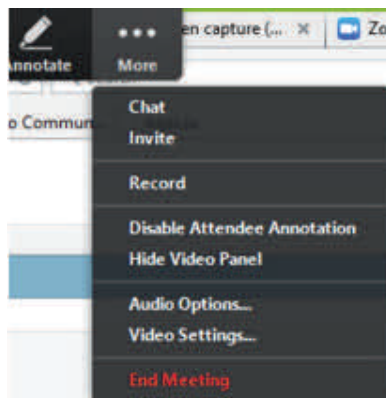 en capture (...
Zo
Annotate
More
o Commun
Chat
Invite
Record
Disable Attendee Annotation
Hide Video Panel
Audio Options...
Video Settings...
End Meeting